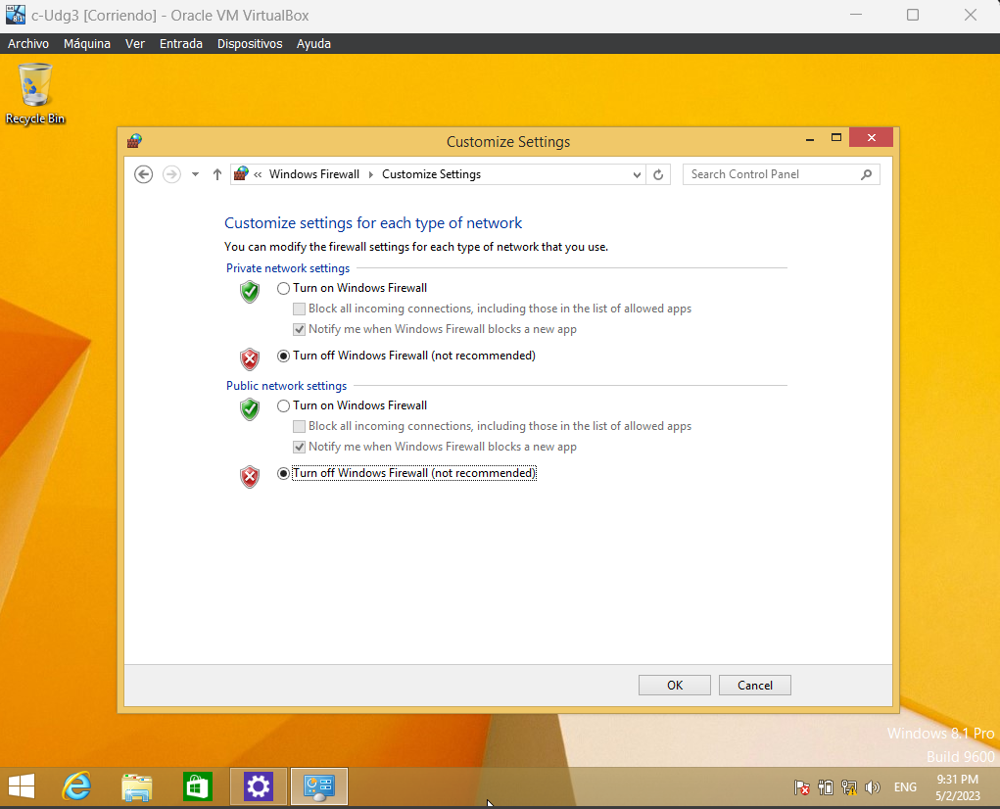 c-Udg3 [Corriendo] - Oracle VM VirtualBox
Archivo Máquina Ver Entrada Dispositivos Ayuda
Recycle Bin
Customize Settings
« Windows Firewall Customize Settings
Search Control Panel
Customize settings for each type of network
You can modify the firewall settings for each type of network that you use.
Private network settings
Turn on Windows Firewall
Block all incoming connections, including those in the list of allowed apps
Notify me when Windows Firewall blocks a new app
Turn off Windows Firewall (not recommended)
Public network settings
Turn on Windows Firewall
Block all incoming connections, including those in the list of allowed apps
Notify me when Windows Firewall blocks a new app
Turn off Windows Firewall (not recommended)
OK Cancel
Windows 8.1 Pro
Build 9600
ENG
9:31 PM
5/2/2023